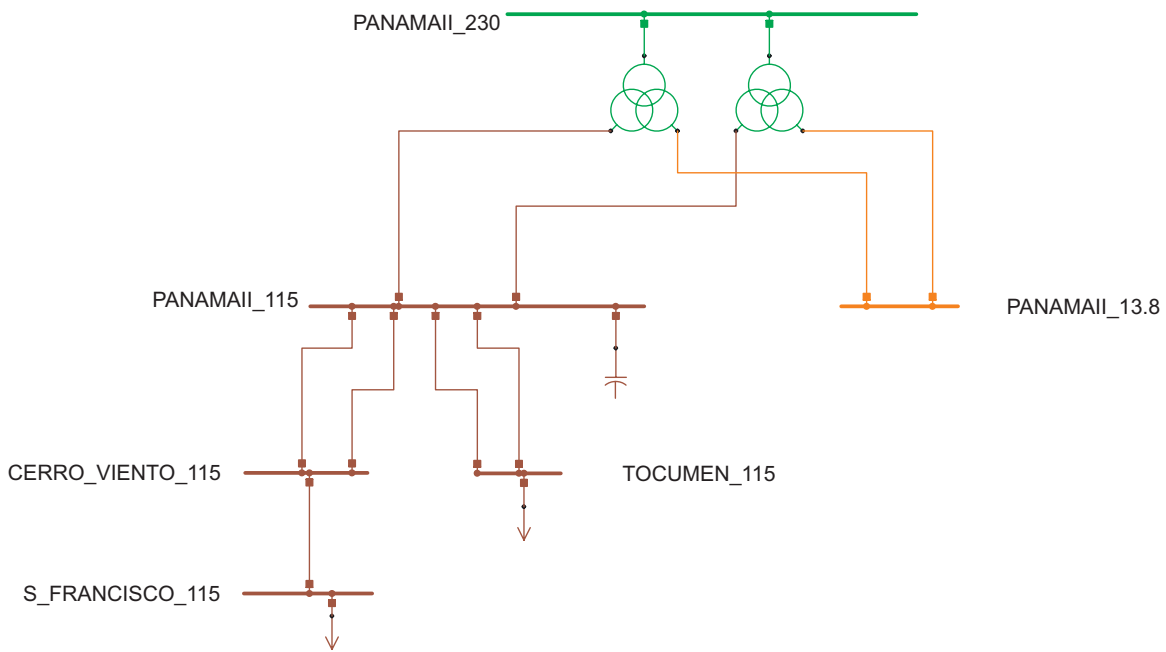 PANAMAII_230
PANAMAII_115
PANAMAII_13.8
CERRO_VIENTO_115
TOCUMEN_115
S_FRANCISCO_115